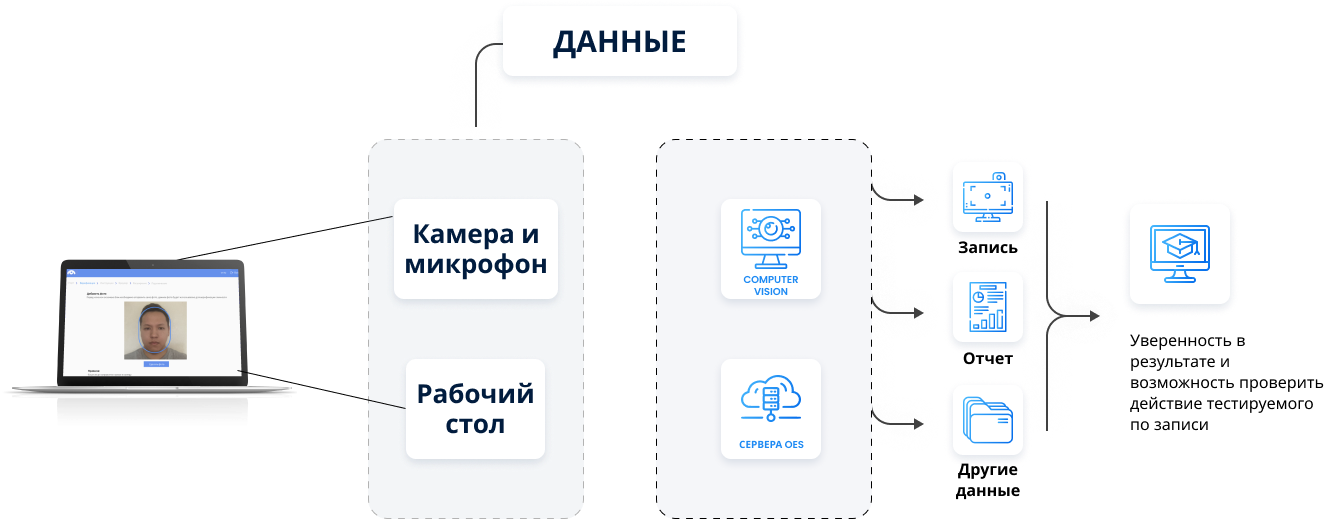 ДАННЫЕ
Камера и
микрофон
Рабочий
стол
COMPUTER
VISION
СЕРВЕРА OES
Запись
Отчет
Другие
данные
Уверенность в
результате и
возможность проверить
действие тестируемого
по записи